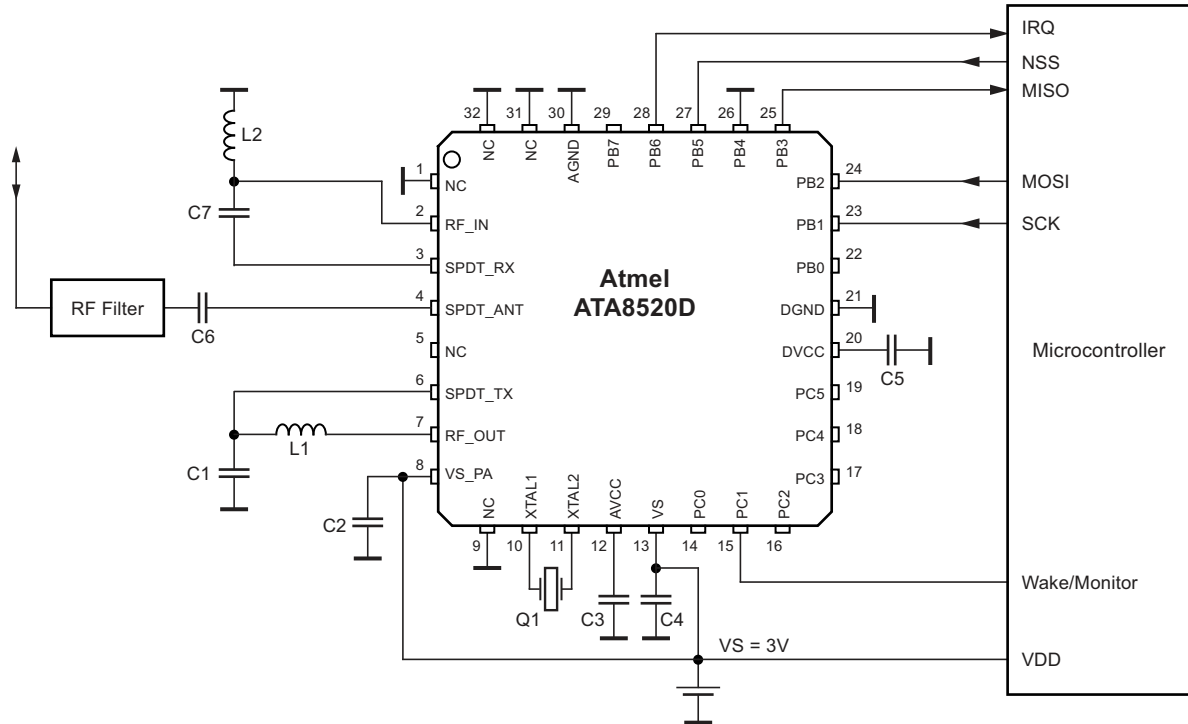 IRQ
NSS
MISO
MOSI
SCK
Microcontroller
Wake/Monitor
VDD
32
31
30
29
28
27
26
25
NC
NC
AGND
PB7
PB6
PB5
PB4
PB3
L2
C7
RF Filter
C6
C1
L1
C2
1
NC
2
RF_IN
3
SPDT_RX
4
SPDT_ANT
5
NC
6
SPDT_TX
7
RF_OUT
8
VS_PA
Atmel
ATA8520D
PB2
24
PB1
23
PB0
22
DGND
21
DVCC
20
C5
PC5
19
PC4
18
PC3
17
NC
XTAL1
XTAL2
AVCC
VS
PC0
PC1
PC2
9
10
11
12
13
14
15
16
Q1
C3
C4
VS = 3V